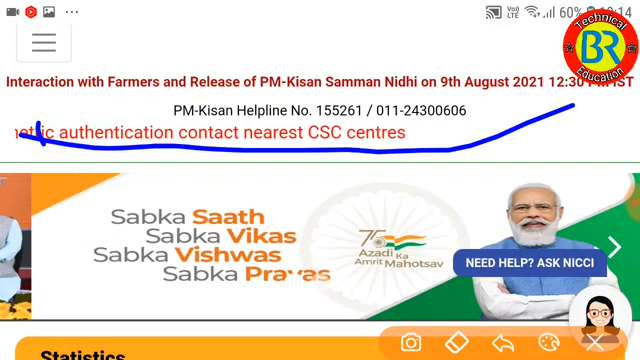 60%
Technical
BR
Education
Interaction with Farmers and Release of PM-Kisan Samman Nidhi on 9th August 2021 12:30 IST
PM-Kisan Helpline No. 155261 / 011-24300606
authentication contact nearest CSC centres
Sabka Saath
Sabka Vikas
Sabka Vishwas
Sabka Prayas
75
Azadi Ka
Amrit Mahotsav
NEED HELP? ASK NICCI
Statistics